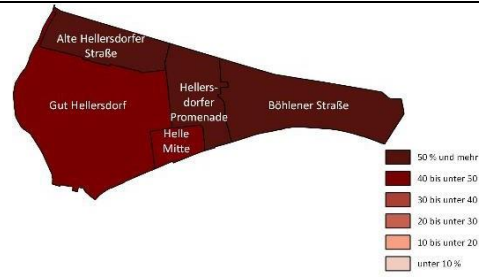 Alte Hellersdorfer
Straße
Gut Hellersdorf
Hellers-
dorfer
Promenade
Böhlener Straße
Helle
Mitte
50 % und mehr
40 bis unter 50
30 bis unter 40
20 bis unter 30
10 bis unter 20
unter 10 %